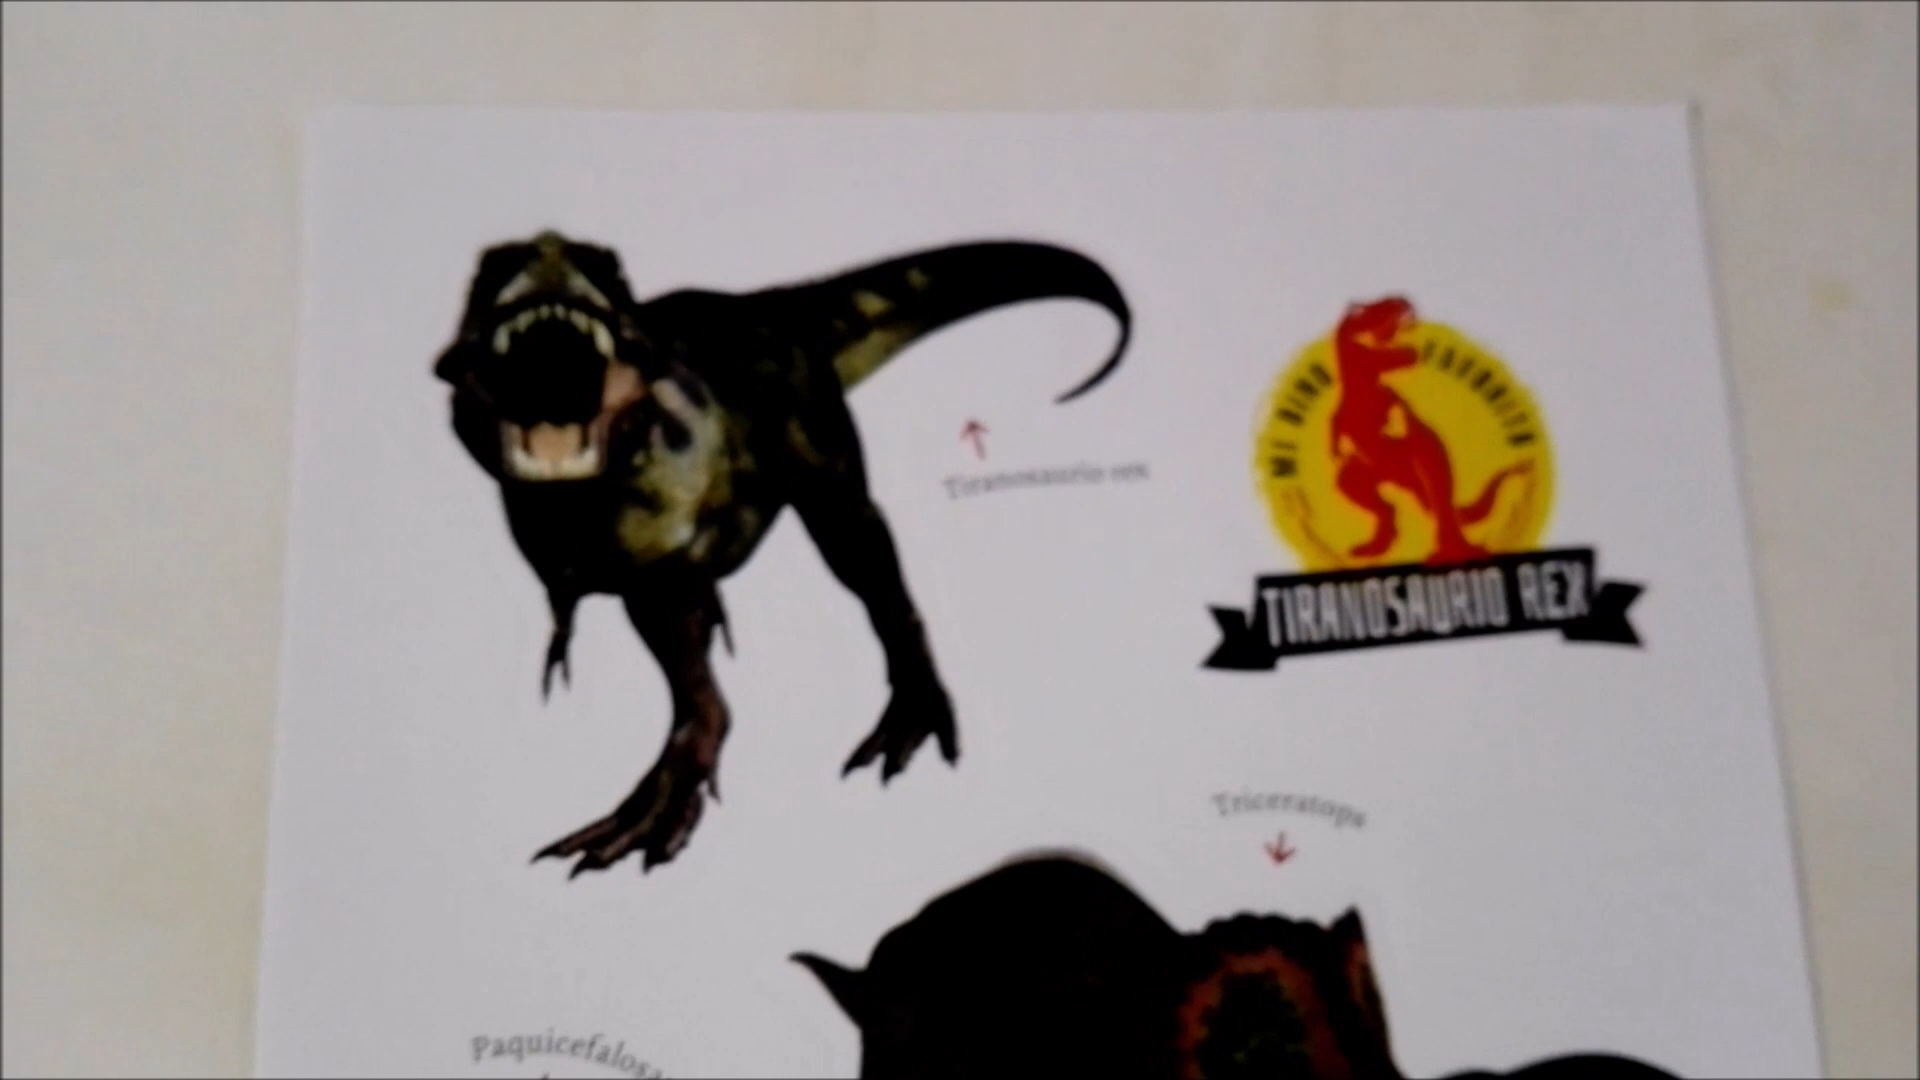 MI DINO FAVORITO
Tiranosaurio rex
TIRANOSAURIO REX
Triceratops